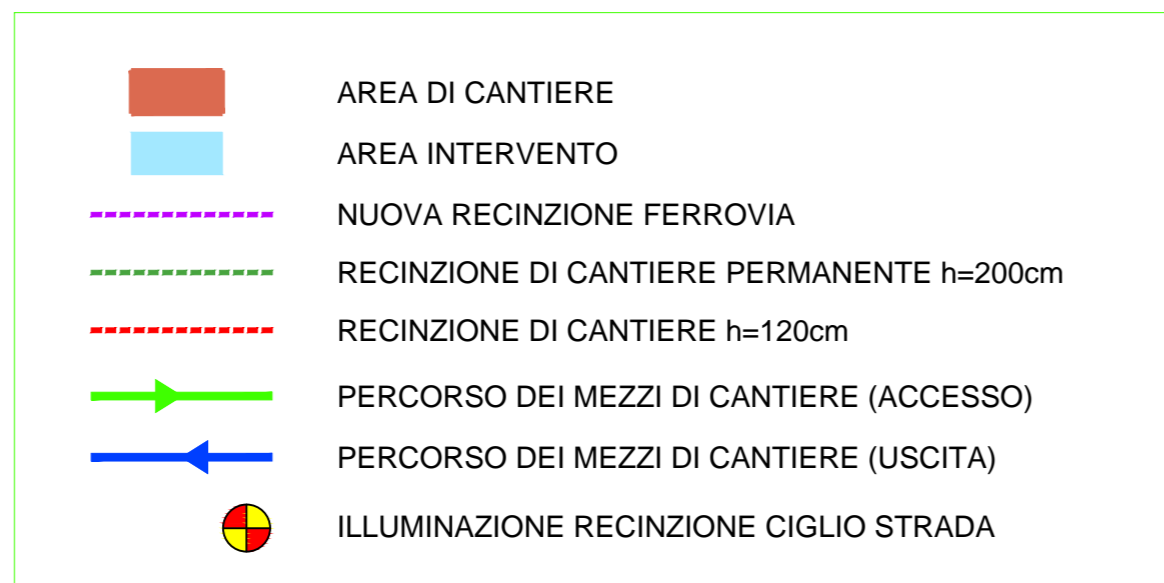 AREA DI CANTIERE
AREA INTERVENTO
NUOVA RECINZIONE FERROVIA
RECINZIONE DI CANTIERE PERMANENTE h=200cm
RECINZIONE DI CANTIERE h=120cm
PERCORSO DEI MEZZI DI CANTIERE (ACCESSO)
PERCORSO DEI MEZZI DI CANTIERE (USCITA)
ILLUMINAZIONE RECINZIONE CIGLIO STRADA